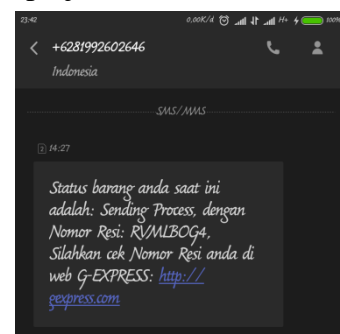 23:42 0,00K/d H+ 100%
+6281992602646
Indonesia
SMS/MMS
2 14:27
Status barang anda saat ini
adalah: Sending Process, dengan
Nomor Resi: RVMLBOG4,
Silahkan cek Nomor Resi anda di
web G-EXPRESS: http://
gexpress.com